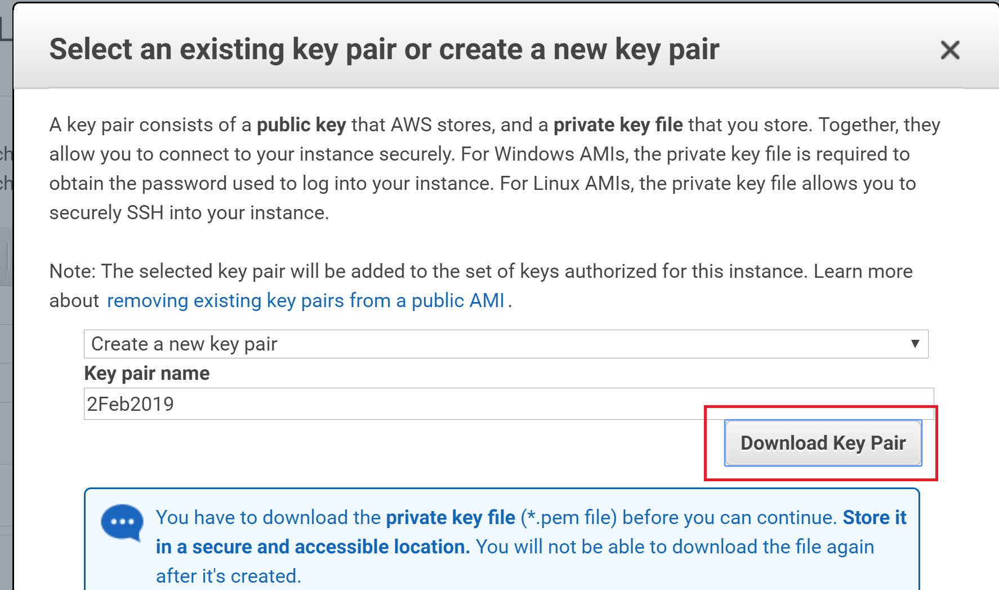 Select an existing key pair or create a new key pair
A key pair consists of a public key that AWS stores, and a private key file that you store. Together, they
allow you to connect to your instance securely. For Windows AMIs, the private key file is required to
obtain the password used to log into your instance. For Linux AMIs, the private key file allows you to
securely SSH into your instance.
Note: The selected key pair will be added to the set of keys authorized for this instance. Learn more
about removing existing key pairs from a public AMI .
Create a new key pair
Key pair name
2Feb2019
Download Key Pair
You have to download the private key file (*.pem file) before you can continue. Store it
in a secure and accessible location. You will not be able to download the file again
after it's created.